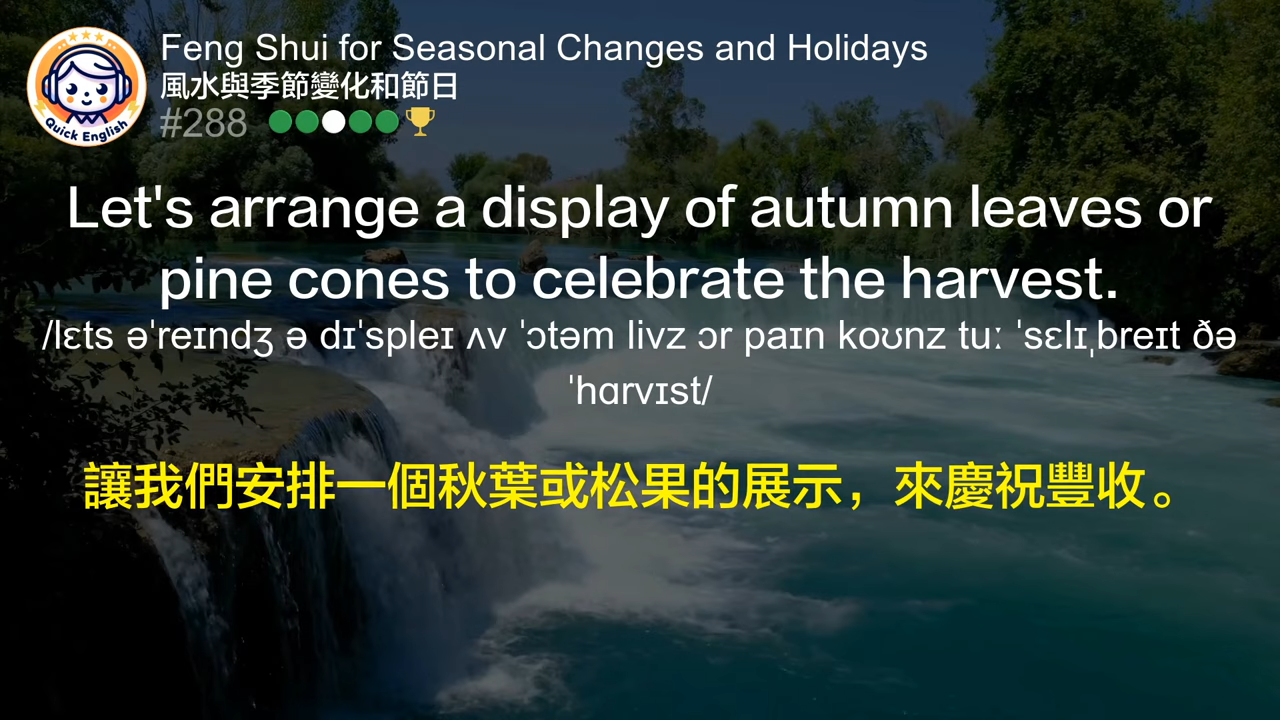 Quick English
Feng Shui for Seasonal Changes and Holidays
風水與季節變化和節日
#288
Let's arrange a display of autumn leaves or
pine cones to celebrate the harvest.
/lɛts əˈreɪndʒ ə dɪˈspleɪ ʌv ˈɔtəm livz ɔr paɪn koʊnz tuː ˈsɛlɪˌbreɪt ðə
ˈhɑrvɪst/
讓我們安排一個秋葉或松果的展示，來慶祝豐收。